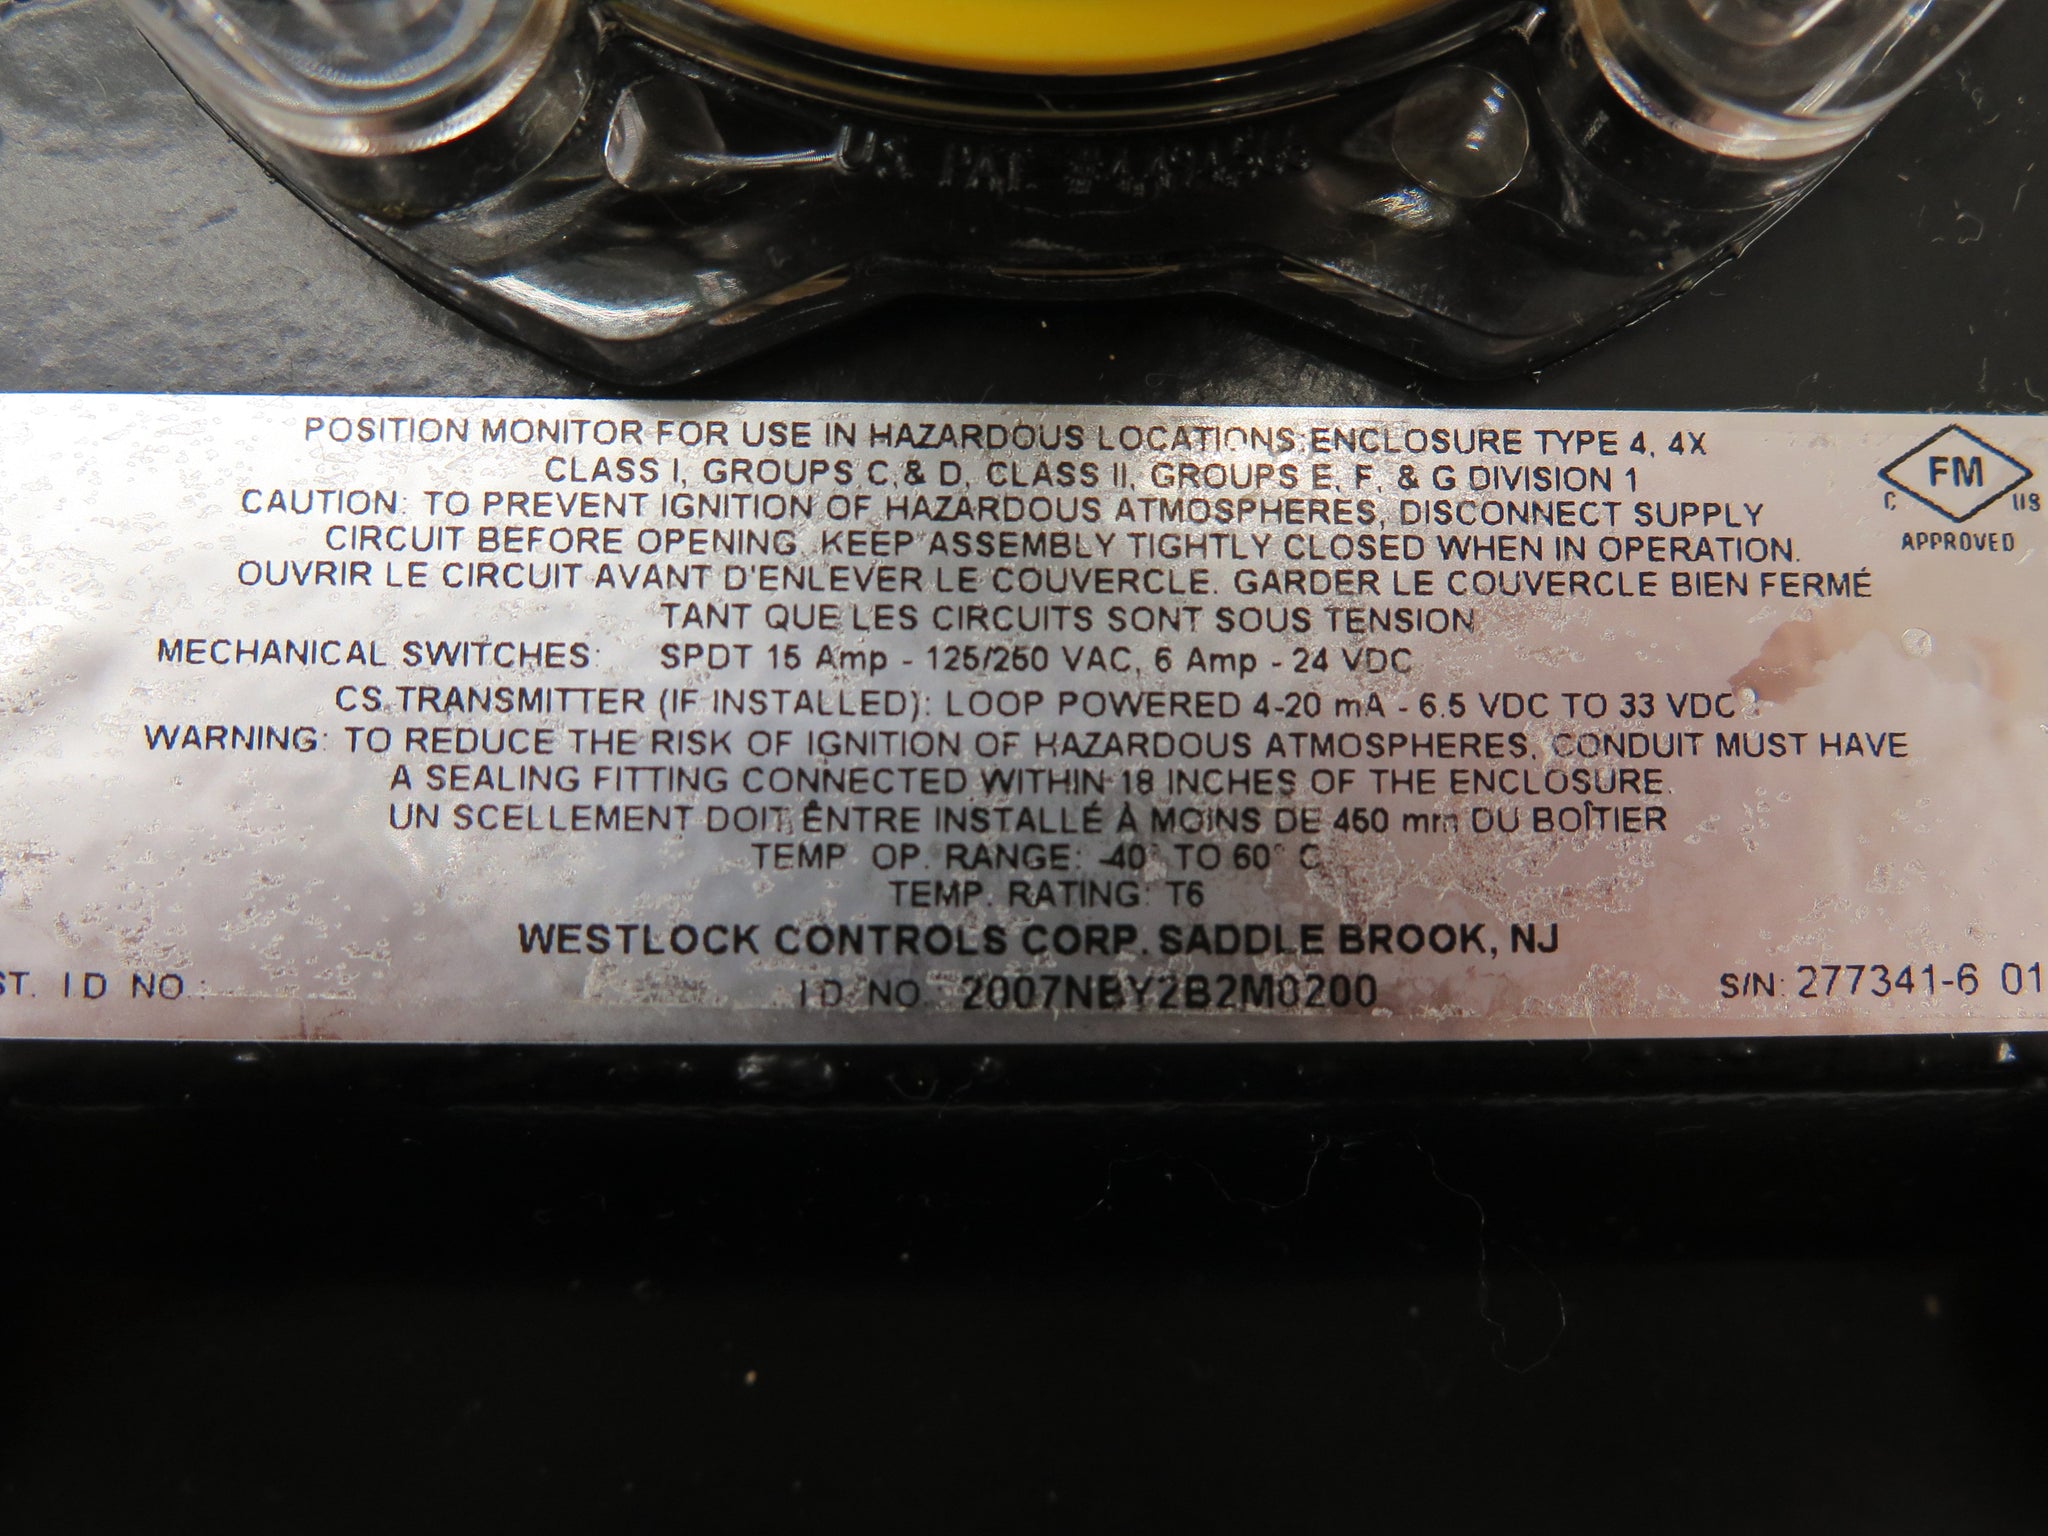 U.S. PAT.
POSITION MONITOR FOR USE IN HAZARDOUS LOCATIONS: ENCLOSURE TYPE 4, 4X
CLASS I, GROUPS C & D, CLASS II, GROUPS E, F, & G DIVISION 1
CAUTION: TO PREVENT IGNITION OF HAZARDOUS ATMOSPHERES, DISCONNECT SUPPLY
CIRCUIT BEFORE OPENING. KEEP ASSEMBLY TIGHTLY CLOSED WHEN IN OPERATION.
OUVRIR LE CIRCUIT AVANT D'ENLEVER LE COUVERCLE. GARDER LE COUVERCLE BIEN FERMÉ
TANT QUE LES CIRCUITS SONT SOUS TENSION
FM
C US
APPROVED
MECHANICAL SWITCHES: SPDT 15 Amp - 125/250 VAC, 6 Amp - 24 VDC
CS TRANSMITTER (IF INSTALLED): LOOP POWERED 4-20 mA - 6.5 VDC TO 33 VDC
WARNING: TO REDUCE THE RISK OF IGNITION OF HAZARDOUS ATMOSPHERES, CONDUIT MUST HAVE
A SEALING FITTING CONNECTED WITHIN 18 INCHES OF THE ENCLOSURE.
UN SCELLEMENT DOIT ÊNTRE INSTALLÉ À MOINS DE 450 mm DU BOÎTIER
TEMP. OP. RANGE: -40° TO 60° C
TEMP. RATING: T6
WESTLOCK CONTROLS CORP. SADDLE BROOK, NJ
ST. I.D. NO.: I.D. NO. 2007NBY2B2M0200 S/N: 277341-6 01